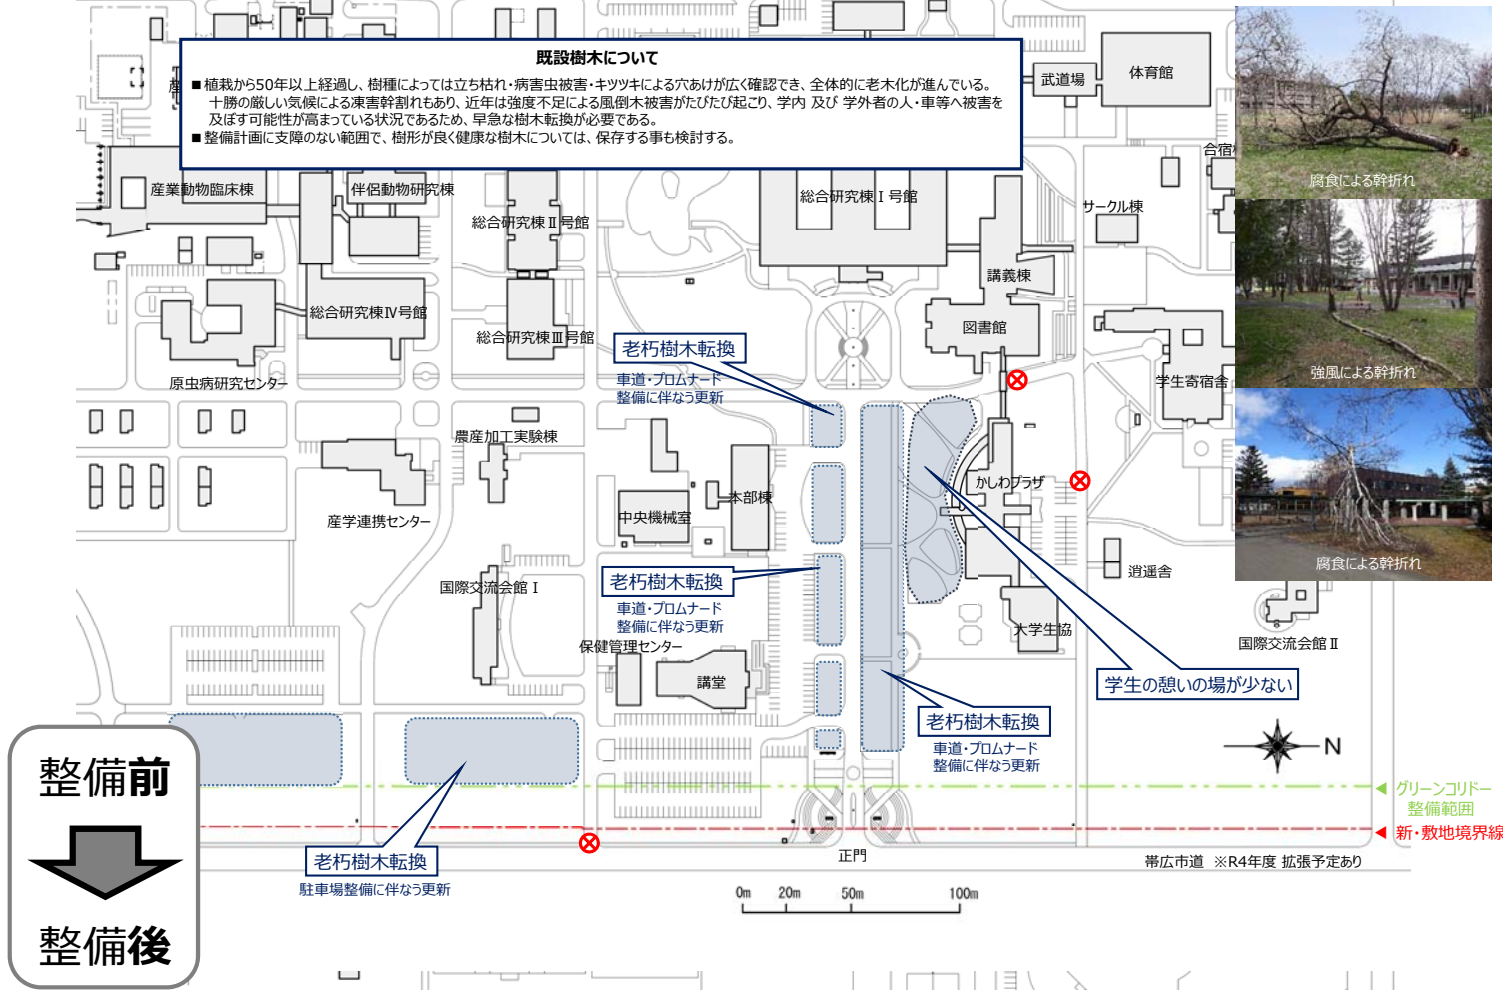 既設樹木について
■ 植栽から50年以上経過し、樹種によっては立ち枯れ・病害虫被害・キツツキによる穴あけが広く確認でき、全体的に老木化が進んでいる。
十勝の厳しい気候による凍害幹割れもあり、近年は強度不足による風倒木被害がたびたび起こり、学内 及び 学外者の人・車等へ被害を
及ぼす可能性が高まっている状況であるため、早急な樹木転換が必要である。
■ 整備計画に支障のない範囲で、樹形が良く健康な樹木については、保存する事も検討する。
武道場
体育館
腐食による幹折れ
産業動物臨床棟
伴侶動物研究棟
総合研究棟Ⅱ号館
総合研究棟Ⅰ号館
サークル棟
講義棟
総合研究棟Ⅳ号館
総合研究棟Ⅲ号館
図書館
老朽樹木転換
車道・プロムナード
整備に伴なう更新
原虫病研究センター
学生寄宿舎
強風による幹折れ
農産加工実験棟
かしわプラザ
本部棟
中央機械室
産学連携センター
腐食による幹折れ
逍遥舎
国際交流会館Ⅰ
老朽樹木転換
車道・プロムナード
整備に伴なう更新
保健管理センター
大学生協
国際交流会館Ⅱ
講堂
学生の憩いの場が少ない
老朽樹木転換
車道・プロムナード
整備に伴なう更新
N
整備前
グリーンコリドー
整備範囲
新・敷地境界線
正門
帯広市道 ※R4年度 拡張予定あり
老朽樹木転換
駐車場整備に伴なう更新
0m 20m 50m 100m
整備後